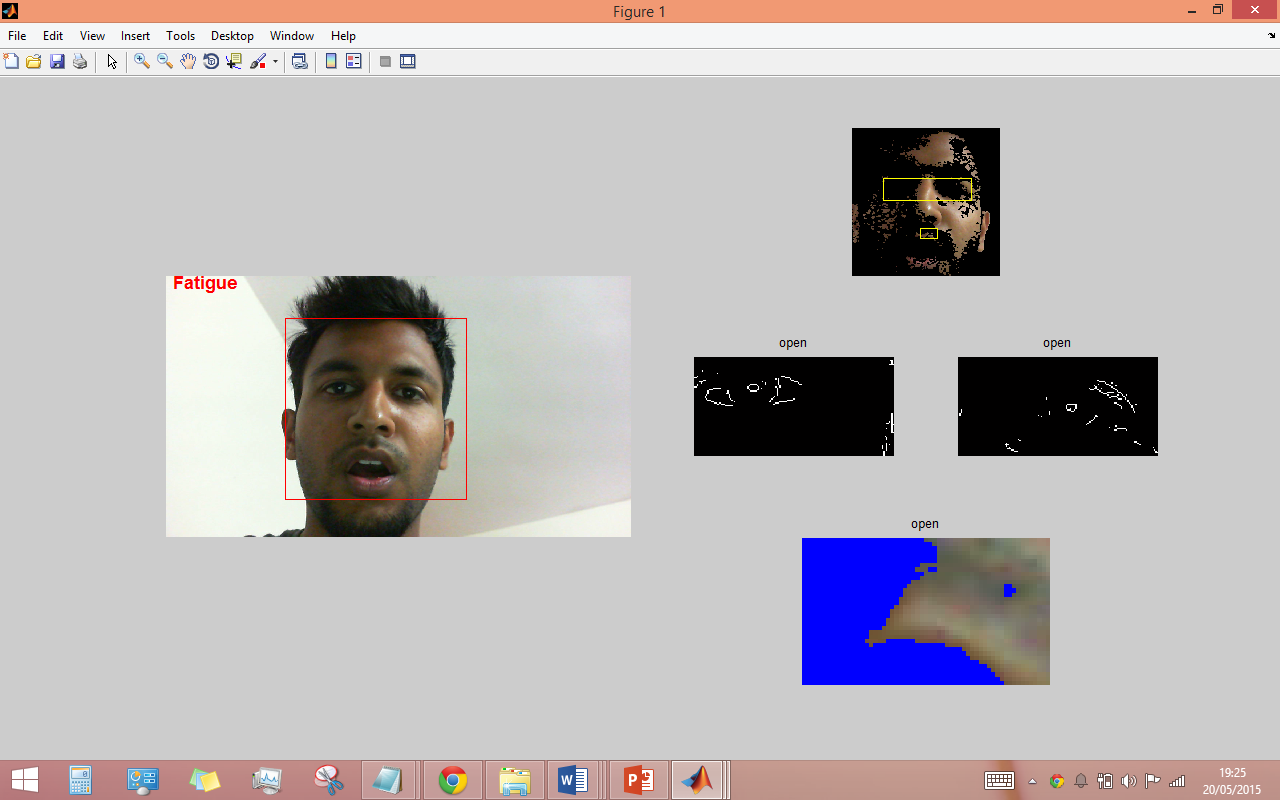 Figure 1
File Edit View Insert Tools Desktop Window Help
Fatigue
open
open
open
19:25
20/05/2015